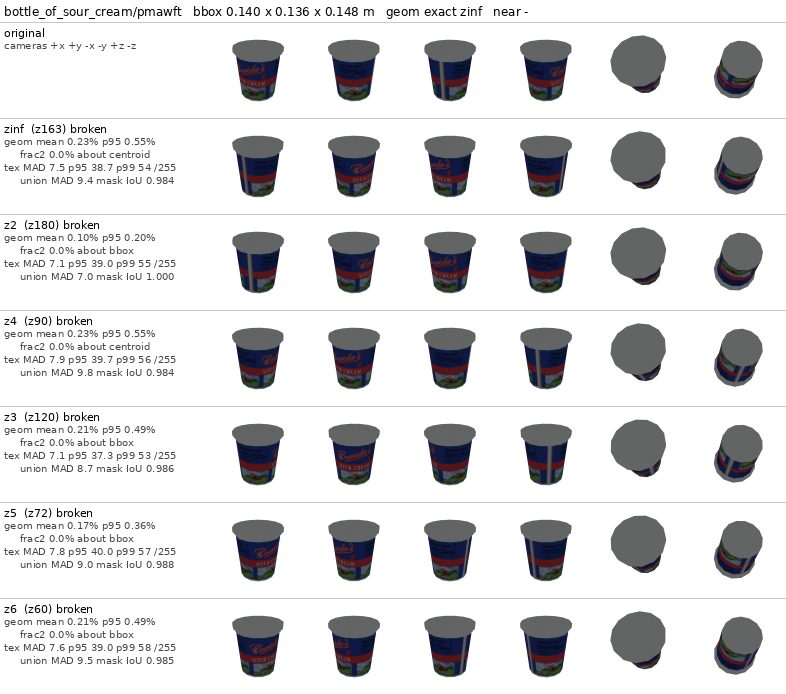 bottle_of_sour_cream/pmawft bbox 0.140 x 0.136 x 0.148 m geom exact zinf near -
original
cameras +x +y -x -y +z -z
zinf (z163) broken
geom mean 0.23% p95 0.55%
frac2 0.0% about centroid
tex MAD 7.5 p95 38.7 p99 54 /255
union MAD 9.4 mask IoU 0.984
z2 (z180) broken
geom mean 0.10% p95 0.20%
frac2 0.0% about bbox
tex MAD 7.1 p95 39.0 p99 55 /255
union MAD 7.0 mask IoU 1.000
z4 (z90) broken
geom mean 0.23% p95 0.55%
frac2 0.0% about centroid
tex MAD 7.9 p95 39.7 p99 56 /255
union MAD 9.8 mask IoU 0.984
z3 (z120) broken
geom mean 0.21% p95 0.49%
frac2 0.0% about bbox
tex MAD 7.1 p95 37.3 p99 53 /255
union MAD 8.7 mask IoU 0.986
SOUR CREAM
z5 (z72) broken
geom mean 0.17% p95 0.36%
frac2 0.0% about bbox
tex MAD 7.8 p95 40.0 p99 57 /255
union MAD 9.0 mask IoU 0.988
z6 (z60) broken
geom mean 0.21% p95 0.49%
frac2 0.0% about bbox
tex MAD 7.6 p95 39.0 p99 58 /255
union MAD 9.5 mask IoU 0.985